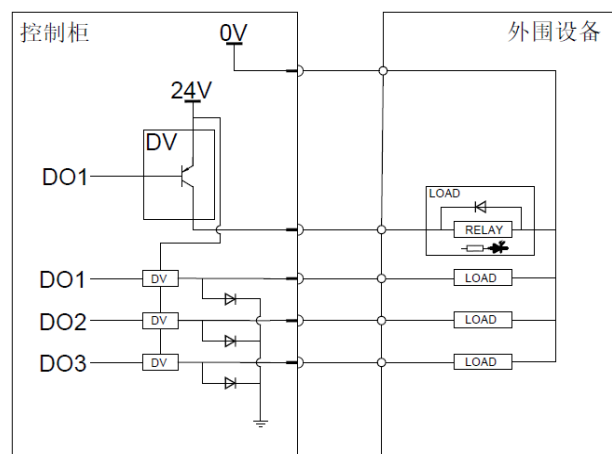 控制柜
0V
外围设备
24V
DV
DO1
LOAD
RELAY
DO1
DV
LOAD
DO2
DV
LOAD
DO3
DV
LOAD